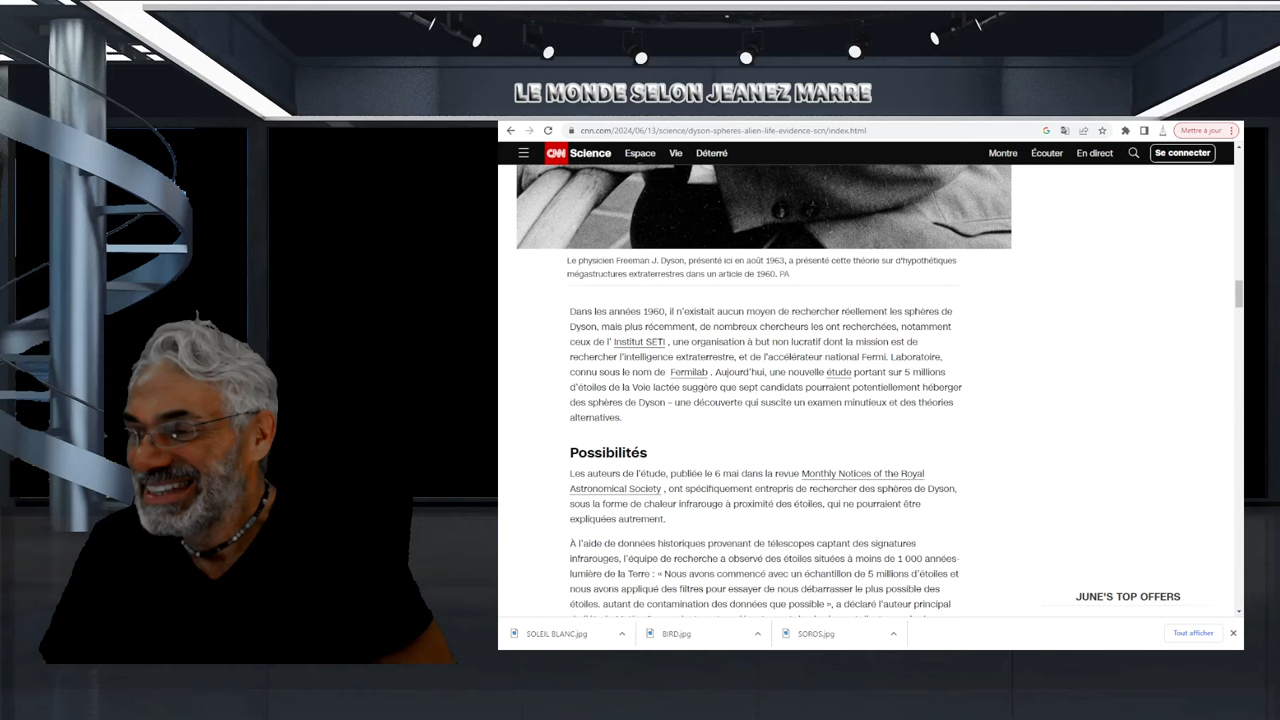 LE MONDE SELON JEANEZ MARRE
cnn.com/2024/06/13/science/dyson-spheres-alien-life-evidence-scn/index.html
Mettre à jour
CNN Science Espace Vie Déterré Montre Écouter En direct Se connecter
Le physicien Freeman J. Dyson, présenté ici en août 1963, a présenté cette théorie sur d'hypothétiques
mégastructures extraterrestres dans un article de 1960. PA
Dans les années 1960, il n'existait aucun moyen de rechercher réellement les sphères de
Dyson, mais plus récemment, de nombreux chercheurs les ont recherchées, notamment
ceux de l' Institut SETI , une organisation à but non lucratif dont la mission est de
rechercher l'intelligence extraterrestre, et de l'accélérateur national Fermi. Laboratoire,
connu sous le nom de Fermilab . Aujourd'hui, une nouvelle étude portant sur 5 millions
d'étoiles de la Voie lactée suggère que sept candidats pourraient potentiellement héberger
des sphères de Dyson – une découverte qui suscite un examen minutieux et des théories
alternatives.
Possibilités
Les auteurs de l'étude, publiée le 6 mai dans la revue Monthly Notices of the Royal
Astronomical Society , ont spécifiquement entrepris de rechercher des sphères de Dyson,
sous la forme de chaleur infrarouge à proximité des étoiles, qui ne pourraient être
expliquées autrement.
À l'aide de données historiques provenant de télescopes captant des signatures
infrarouges, l'équipe de recherche a observé des étoiles situées à moins de 1 000 années-
lumière de la Terre : « Nous avons commencé avec un échantillon de 5 millions d'étoiles et
nous avons appliqué des filtres pour essayer de nous débarrasser le plus possible des
étoiles. autant de contamination des données que possible », a déclaré l'auteur principal
JUNE'S TOP OFFERS
SOLEIL BLANC.jpg BIRD.jpg SOROS.jpg Tout afficher